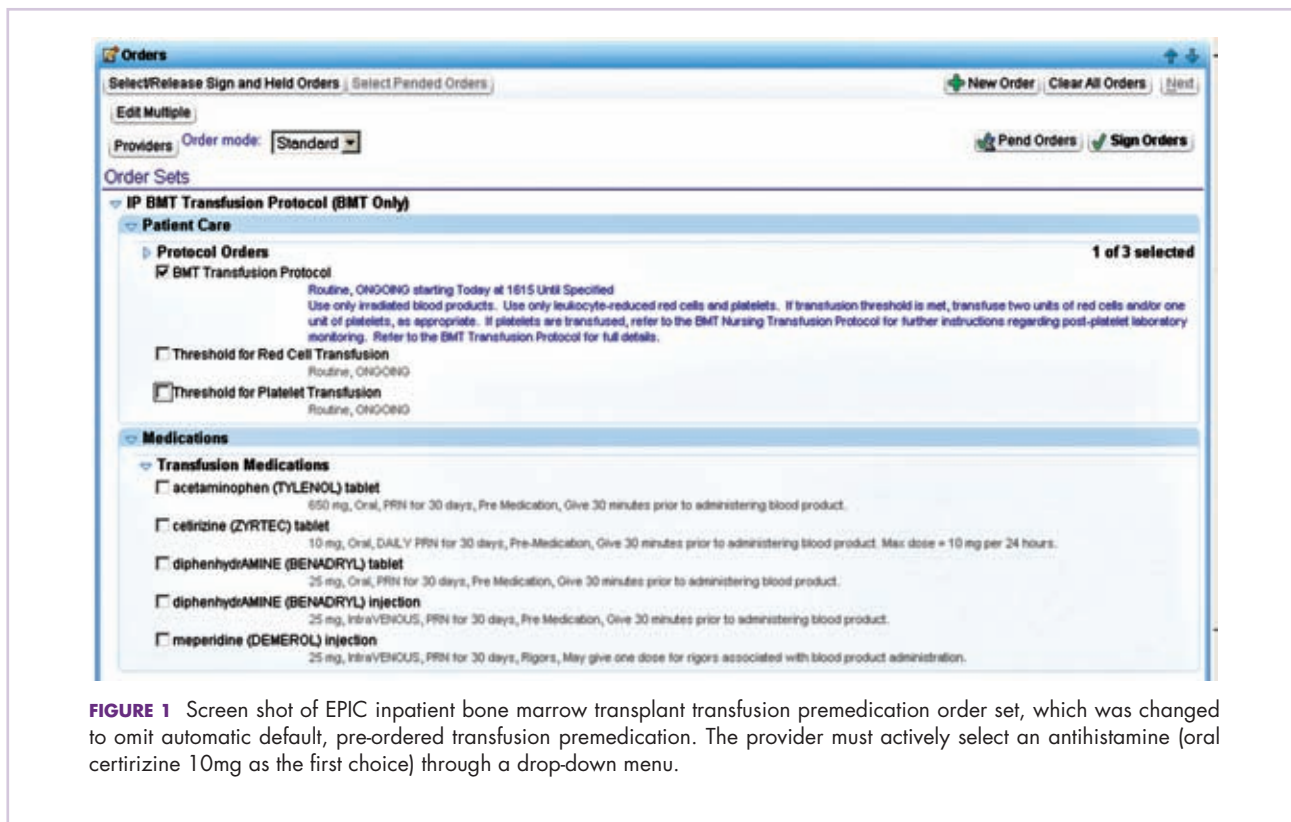 Orders
Select/Release Sign and Held Orders Select Pended Orders New Order Clear All Orders Next
Edit Multiple
Providers Order mode: Standard Pend Orders Sign Orders
Order Sets
IP BMT Transfusion Protocol (BMT Only)
Patient Care
Protocol Orders 1 of 3 selected
BMT Transfusion Protocol
Routine, ONGOING starting Today at 1615 Until Specified
Use only irradiated blood products. Use only leukocyte-reduced red cells and platelets. If transfusion threshold is met, transfuse two units of red cells and/or one
unit of platelets, as appropriate. If platelets are transfused, refer to the BMT Nursing Transfusion Protocol for further instructions regarding post-platelet laboratory
monitoring. Refer to the BMT Transfusion Protocol for full details.
Threshold for Red Cell Transfusion
Routine, ONGOING
Threshold for Platelet Transfusion
Routine, ONGOING
Medications
Transfusion Medications
acetaminophen (TYLENOL) tablet
650 mg, Oral, PRN for 30 days, Pre Medication, Give 30 minutes prior to administering blood product.
cetirizine (ZYRTEC) tablet
10 mg, Oral, DAILY PRN for 30 days, Pre-Medication, Give 30 minutes prior to administering blood product. Max dose = 10 mg per 24 hours.
diphenhydrAMINE (BENADRYL) tablet
25 mg, Oral, PRN for 30 days, Pre Medication, Give 30 minutes prior to administering blood product.
diphenhydrAMINE (BENADRYL) injection
25 mg, IntraVENOUS, PRN for 30 days, Pre Medication, Give 30 minutes prior to administering blood product.
meperidine (DEMEROL) injection
25 mg, IntraVENOUS, PRN for 30 days, Rigors, May give one dose for rigors associated with blood product administration.
FIGURE 1 Screen shot of EPIC inpatient bone marrow transplant transfusion premedication order set, which was changed
to omit automatic default, pre-ordered transfusion premedication. The provider must actively select an antihistamine (oral
certirizine 10mg as the first choice) through a drop-down menu.